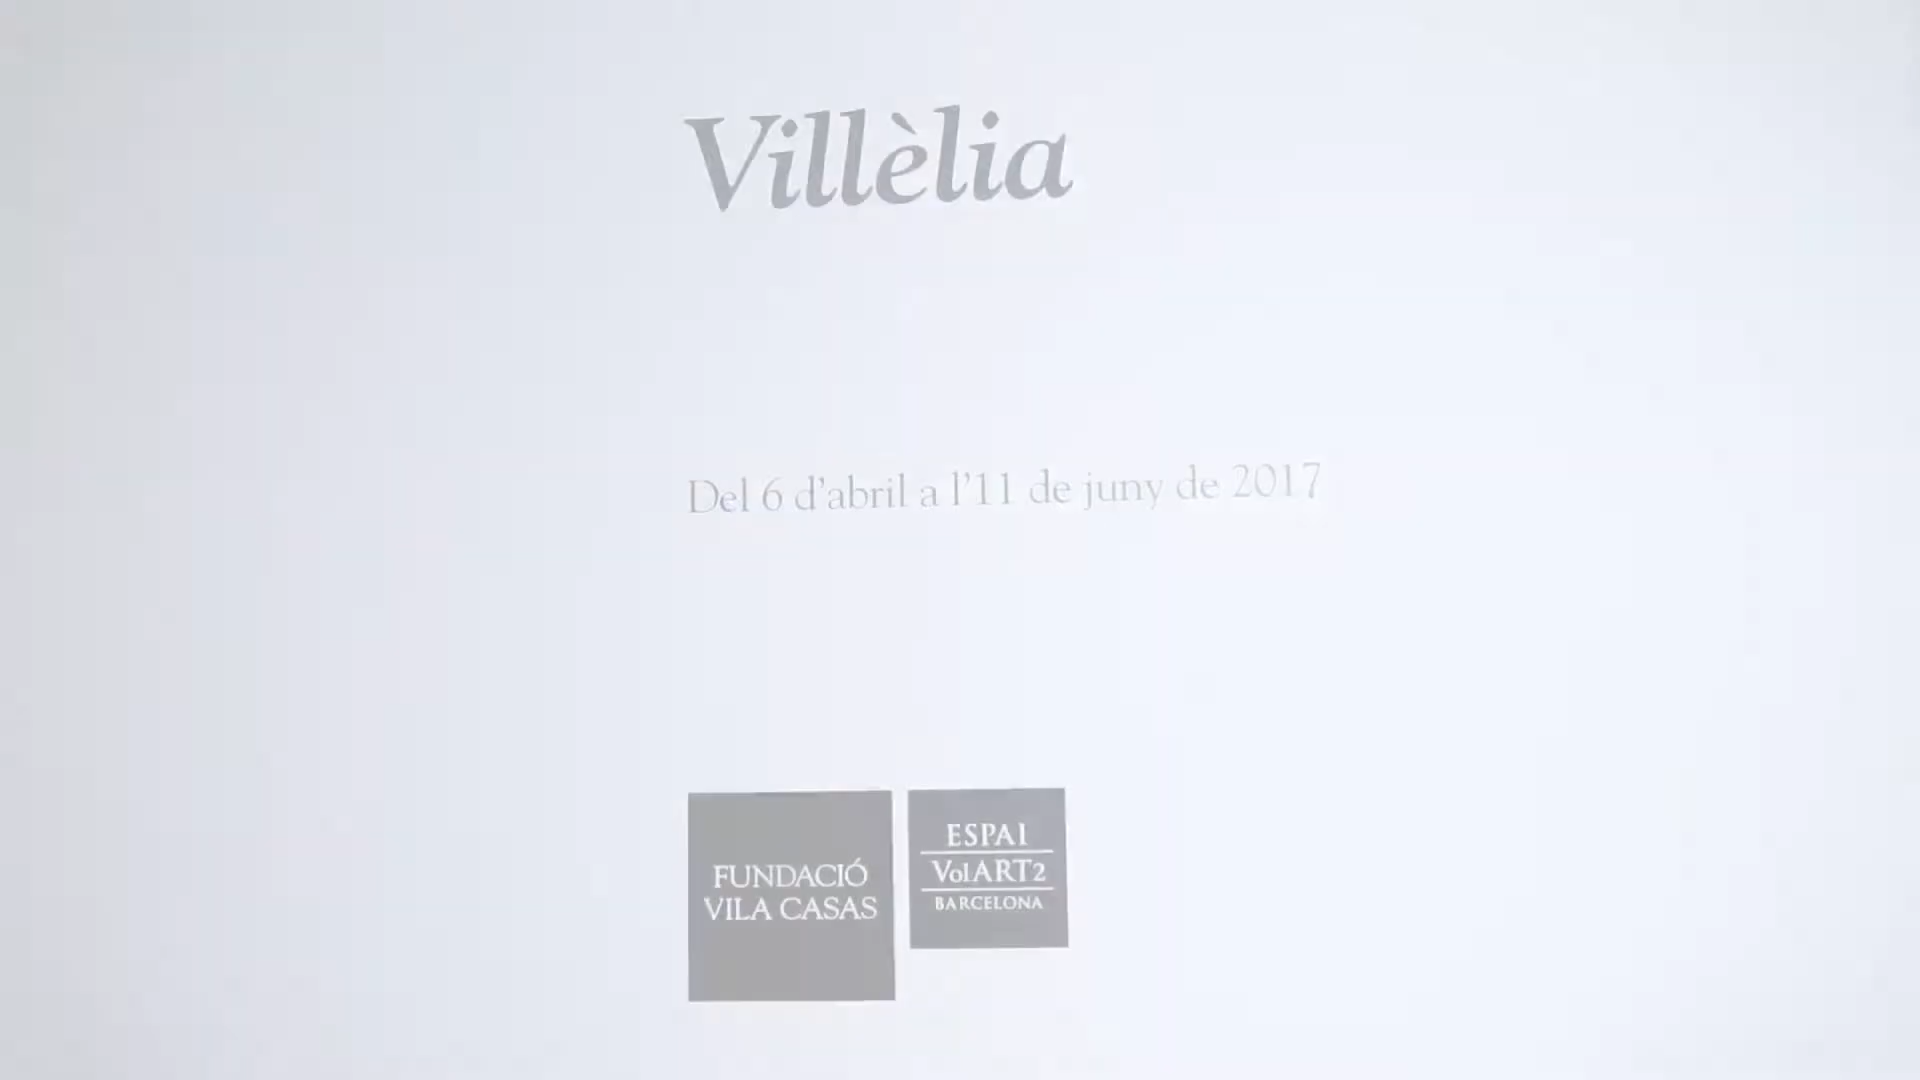 Villèlia
Del 6 d'abril a l'11 de juny de 2017
FUNDACIÓ
VILA CASAS
ESPAI
VolART2
BARCELONA